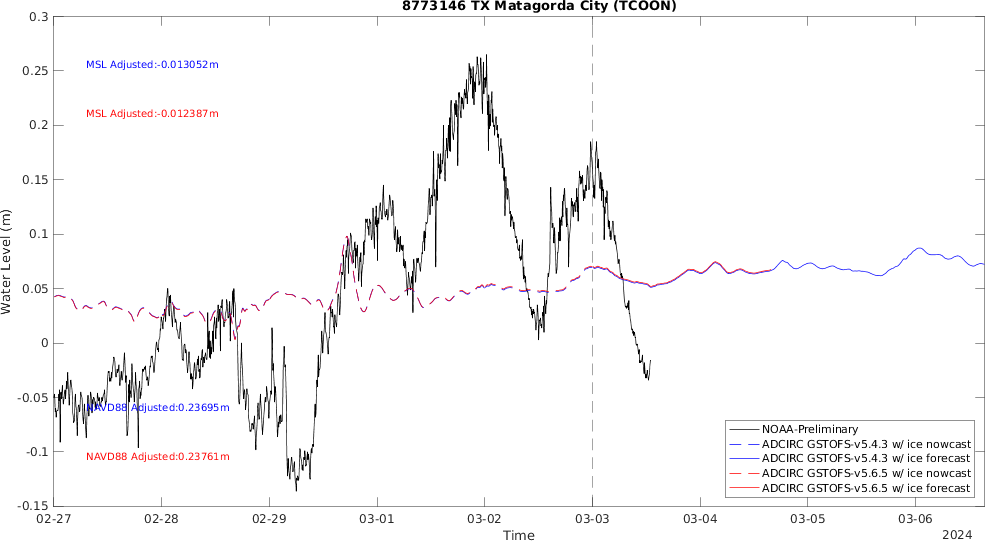 8773146 TX Matagorda City (TCOON)
0.3
0.25
0.2
0.15
0.1
0.05
0
-0.05
-0.1
-0.15
Water Level (m)
MSL Adjusted:-0.013052m
MSL Adjusted:-0.012387m
NAVD88 Adjusted:0.23695m
NAVD88 Adjusted:0.23761m
NOAA-Preliminary
ADCIRC GSTOFS-v5.4.3 w/ ice nowcast
ADCIRC GSTOFS-v5.4.3 w/ ice forecast
ADCIRC GSTOFS-v5.6.5 w/ ice nowcast
ADCIRC GSTOFS-v5.6.5 w/ ice forecast
02-27 02-28 02-29 03-01 03-02 03-03 03-04 03-05 03-06
Time
2024